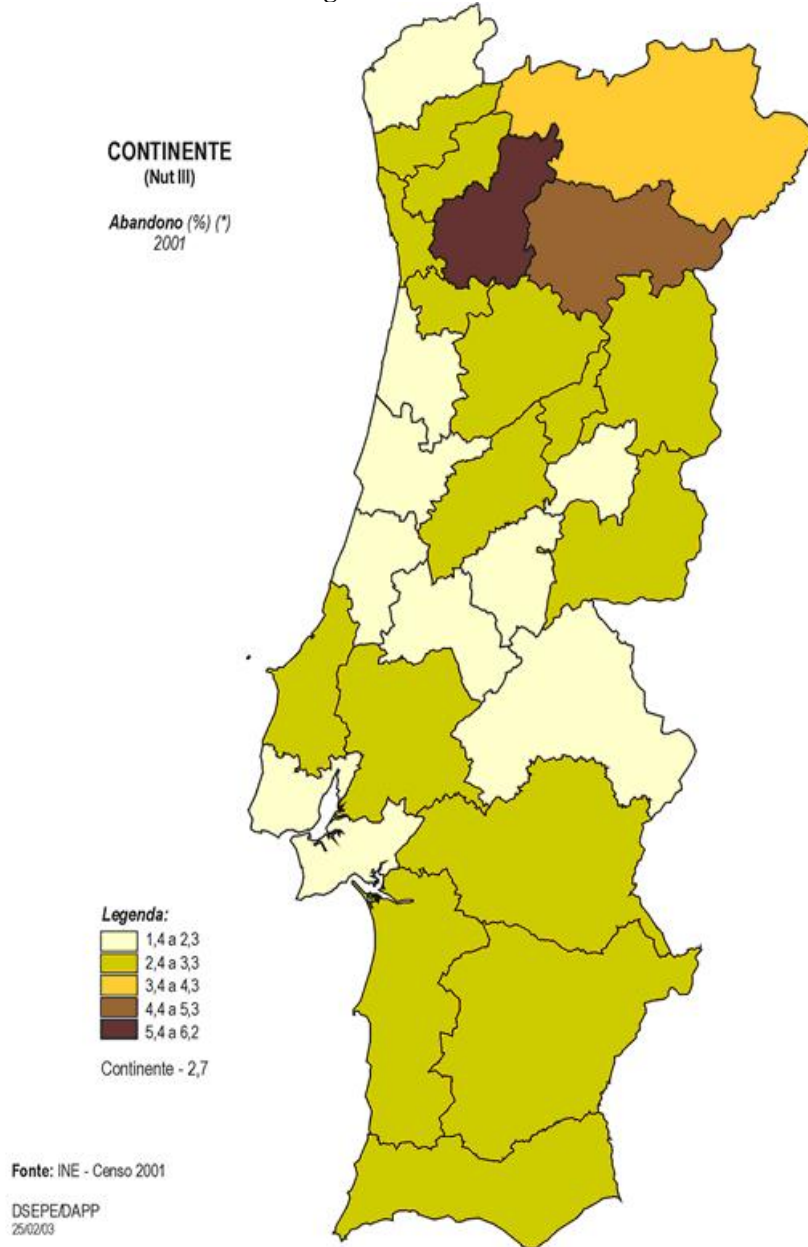 CONTINENTE
(Nut III)
Abandono (%) (*)
2001
Legenda:
1,4 a 2,3
2,4 a 3,3
3,4 a 4,3
4,4 a 5,3
5,4 a 6,2
Continente - 2,7
Fonte: INE - Censo 2001
DSEPE/DAPP
25/02/03